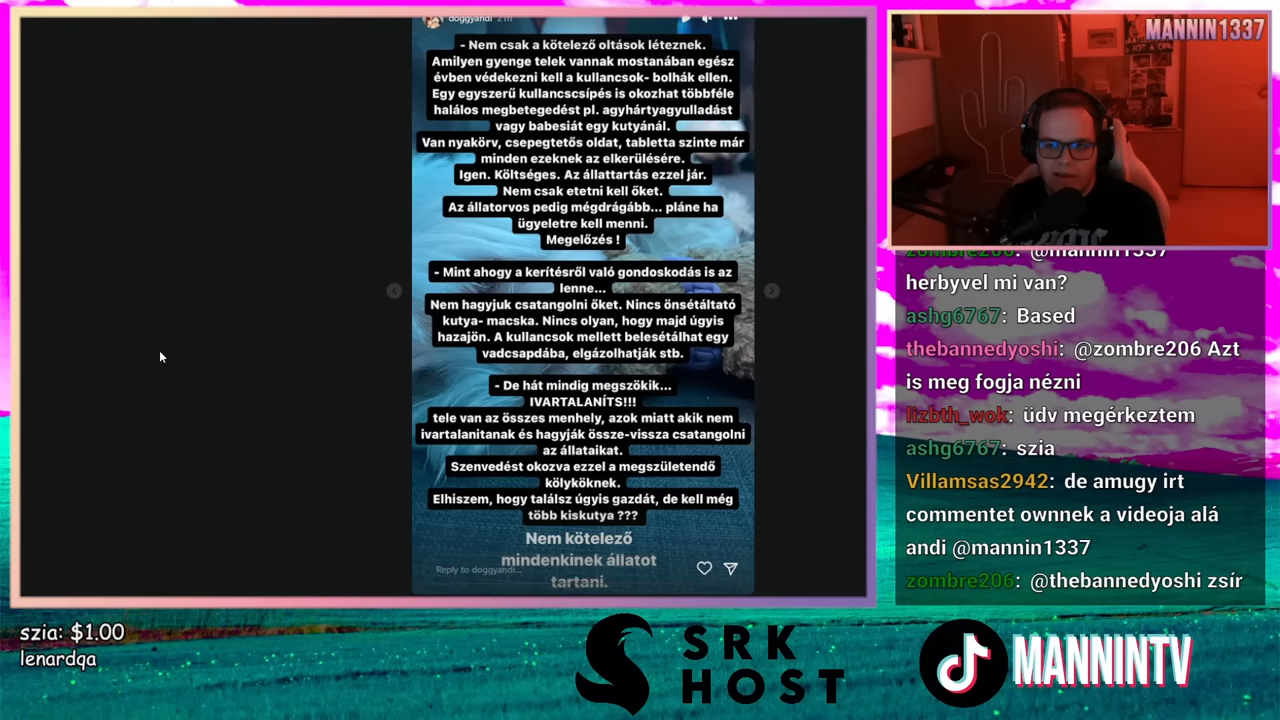 doggyandi 21h
- Nem csak a kötelező oltások léteznek.
Amilyen gyenge telek vannak mostanában egész
évben védekezni kell a kullancsok- bolhák ellen.
Egy egyszerű kullancscsípés is okozhat többféle
halálos megbetegedést pl. agyhártyagyulladást
vagy babesiát egy kutyánál.
Van nyakörv, csepegtetős oldat, tabletta szinte már
minden ezeknek az elkerülésére.
Igen. Költséges. Az állattartás ezzel jár.
Nem csak etetni kell őket.
Az állatorvos pedig mégdrágább... pláne ha
ügyeletre kell menni.
Megelőzés !
- Mint ahogy a kerítésről való gondoskodás is az
lenne...
Nem hagyjuk csatangolni őket. Nincs önsétáltató
kutya- macska. Nincs olyan, hogy majd úgyis
hazajön. A kullancsok mellett belesétálhat egy
vadcsapdába, elgázolhatják stb.
- De hát mindig megszökik...
IVARTALANÍTS!!!
tele van az összes menhely, azok miatt akik nem
ivartalanitanak és hagyják össze-vissza csatangolni
az állataikat.
Szenvedést okozva ezzel a megszületendő
kölyköknek.
Elhiszem, hogy találsz úgyis gazdát, de kell még
több kiskutya ???
Nem kötelező
mindenkinek állatot
tartani.
Reply to doggyandi...
MANNIN1337
zombre206: @mannin1337
herbyvel mi van?
ashg6767: Based
thebannedyoshi: @zombre206 Azt
is meg fogja nézni
lizbth_wok: üdv megérkeztem
ashg6767: szia
Villamsas2942: de amugy irt
commentet ownnek a videoja alá
andi @mannin1337
zombre206: @thebannedyoshi zsír
szia: $1.00
lenardqa
SRK
HOST
MANNINTV